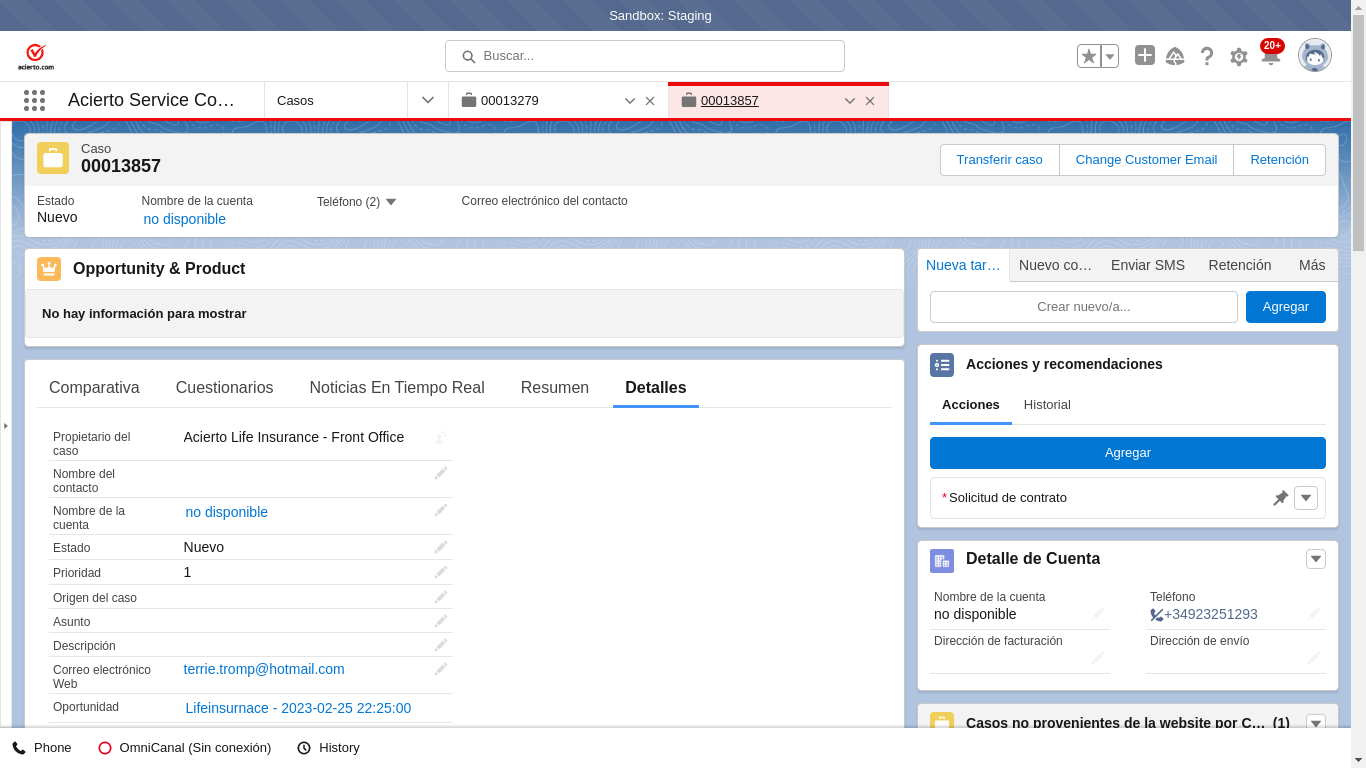 Sandbox: Staging
acierto.com
Buscar...
20+
Acierto Service Co…
Casos
00013279
00013857
Caso
00013857
Transferir caso
Change Customer Email
Retención
Estado
Nuevo
Nombre de la cuenta
no disponible
Teléfono (2)
Correo electrónico del contacto
Opportunity & Product
No hay información para mostrar
Comparativa
Cuestionarios
Noticias En Tiempo Real
Resumen
Detalles
Propietario del
caso
Acierto Life Insurance - Front Office
Nombre del
contacto
Nombre de la
cuenta
no disponible
Estado
Nuevo
Prioridad
1
Origen del caso
Asunto
Descripción
Correo electrónico
Web
terrie.tromp@hotmail.com
Oportunidad
Lifeinsurnace - 2023-02-25 22:25:00
Nueva tar…
Nuevo co…
Enviar SMS
Retención
Más
Crear nuevo/a...
Agregar
Acciones y recomendaciones
Acciones
Historial
Agregar
*Solicitud de contrato
Detalle de Cuenta
Nombre de la cuenta
no disponible
Teléfono
+34923251293
Dirección de facturación
Dirección de envío
Casos no provenientes de la website por C… (1)
Phone
OmniCanal (Sin conexión)
History